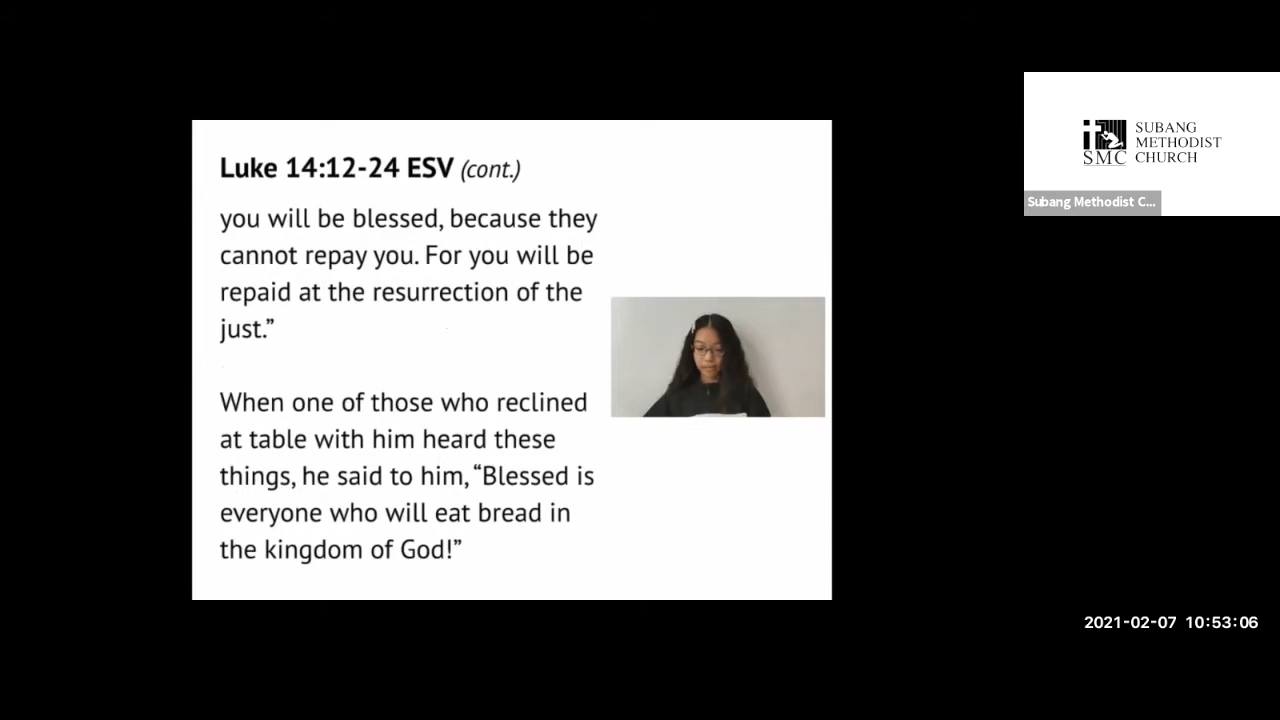 Luke 14:12-24 ESV (cont.)
you will be blessed, because they
cannot repay you. For you will be
repaid at the resurrection of the
just.”
When one of those who reclined
at table with him heard these
things, he said to him, “Blessed is
everyone who will eat bread in
the kingdom of God!”
SMC
SUBANG
METHODIST
CHURCH
Subang Methodist C...
2021-02-07 10:53:06